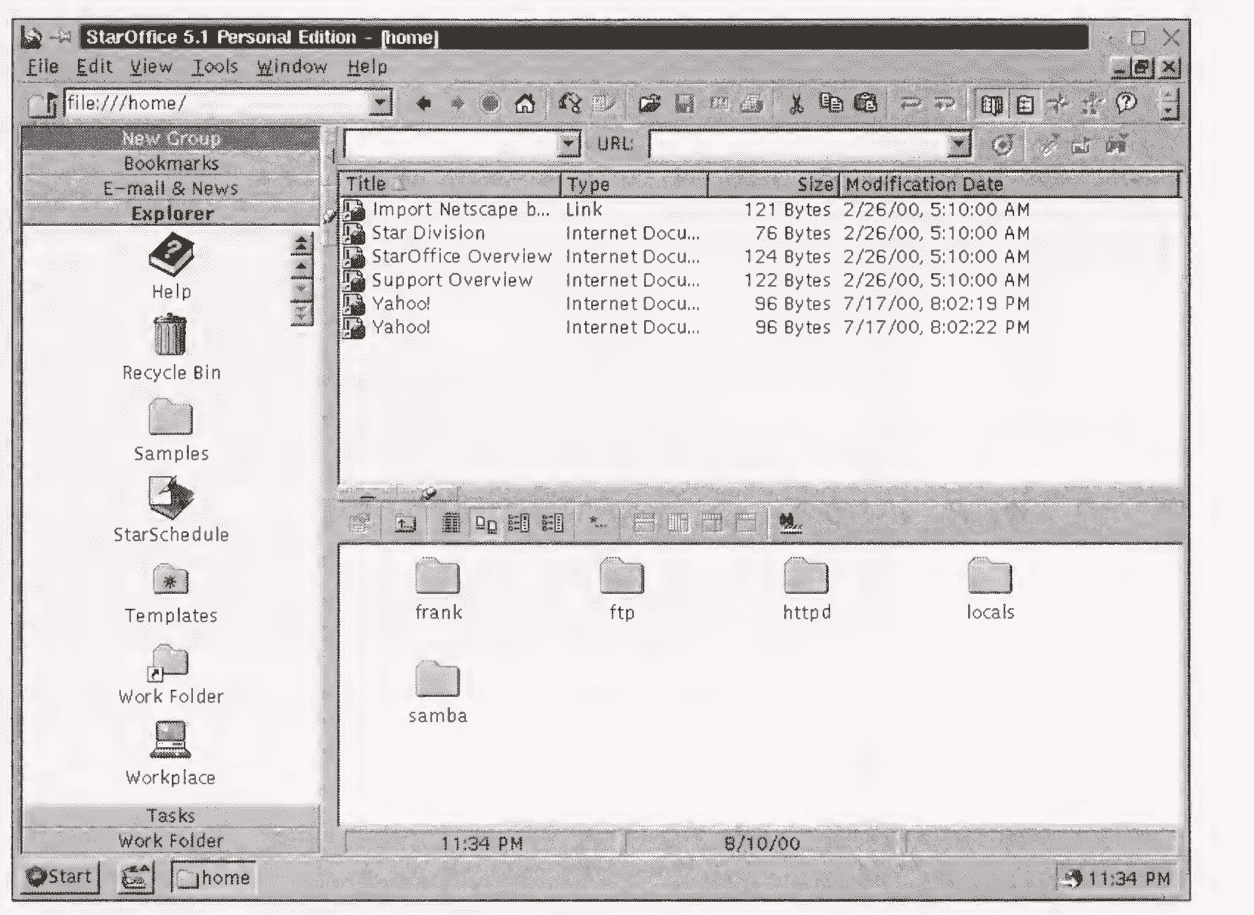 StarOffice 5.1 Personal Edition - [home]
File Edit View Tools Window Help
file:///home/
New Group
Bookmarks
E-mail & News
Explorer
Help
Recycle Bin
Samples
StarSchedule
Templates
Work Folder
Workplace
Tasks
Work Folder
URL:
Title Type Size Modification Date
Import Netscape b... Link 121 Bytes 2/26/00, 5:10:00 AM
Star Division Internet Docu... 76 Bytes 2/26/00, 5:10:00 AM
StarOffice Overview Internet Docu... 124 Bytes 2/26/00, 5:10:00 AM
Support Overview Internet Docu... 122 Bytes 2/26/00, 5:10:00 AM
Yahoo! Internet Docu... 96 Bytes 7/17/00, 8:02:19 PM
Yahoo! Internet Docu... 96 Bytes 7/17/00, 8:02:22 PM
frank ftp httpd locals
samba
11:34 PM 8/10/00
Start home 11:34 PM